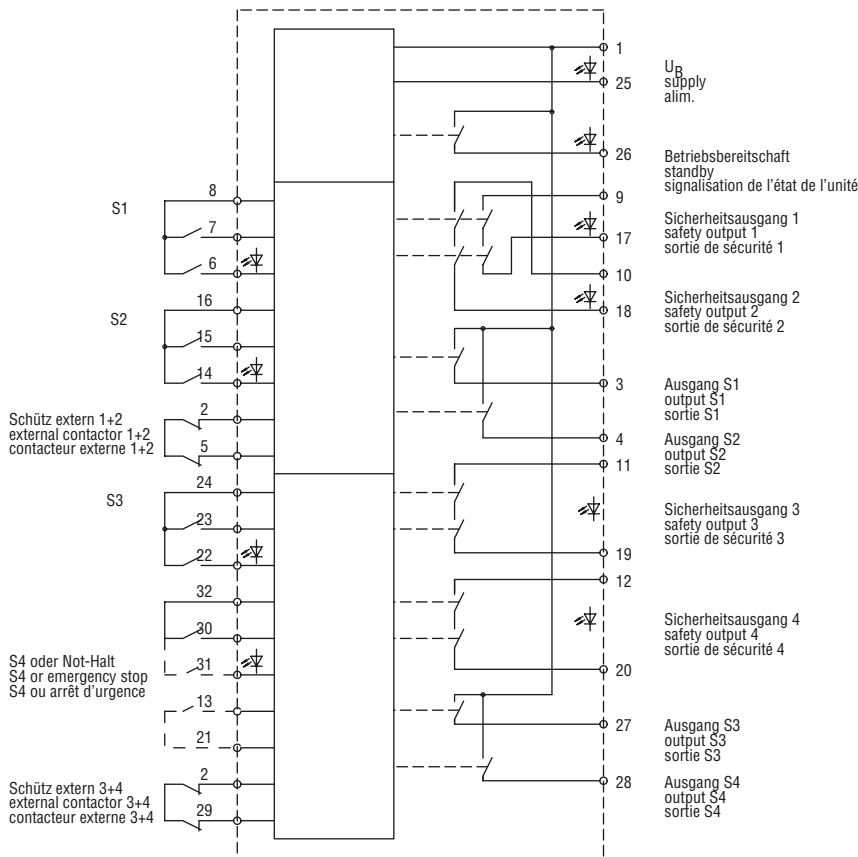 1
U_B
supply
alim.
25
26
Betriebsbereitschaft
standby
signalisation de l'état de l'unité
8
9
S1
7
Sicherheitsausgang 1
safety output 1
sortie de sécurité 1
17
6
10
16
Sicherheitsausgang 2
safety output 2
sortie de sécurité 2
18
S2
15
14
3
Ausgang S1
output S1
sortie S1
Schütz extern 1+2
external contactor 1+2
contacteur externe 1+2
2
5
4
Ausgang S2
output S2
sortie S2
11
24
S3
23
22
Sicherheitsausgang 3
safety output 3
sortie de sécurité 3
19
12
32
30
Sicherheitsausgang 4
safety output 4
sortie de sécurité 4
S4 oder Not-Halt
S4 or emergency stop
S4 ou arrêt d'urgence
31
20
13
21
27
Ausgang S3
output S3
sortie S3
Schütz extern 3+4
external contactor 3+4
contacteur externe 3+4
2
29
28
Ausgang S4
output S4
sortie S4